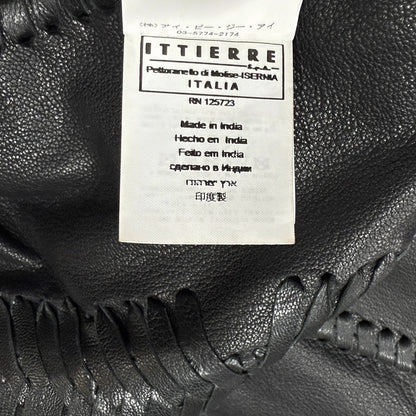 (株) アイ・ピー・ジー・アイ
03-5774-2174
ITTIERRE
S.p.A.
Pettoranello di Molise-ISERNIA
ITALIA
RN 125723
Made in India
Hecho en India
Feito em India
сделано в Индии
ארץ
印度製